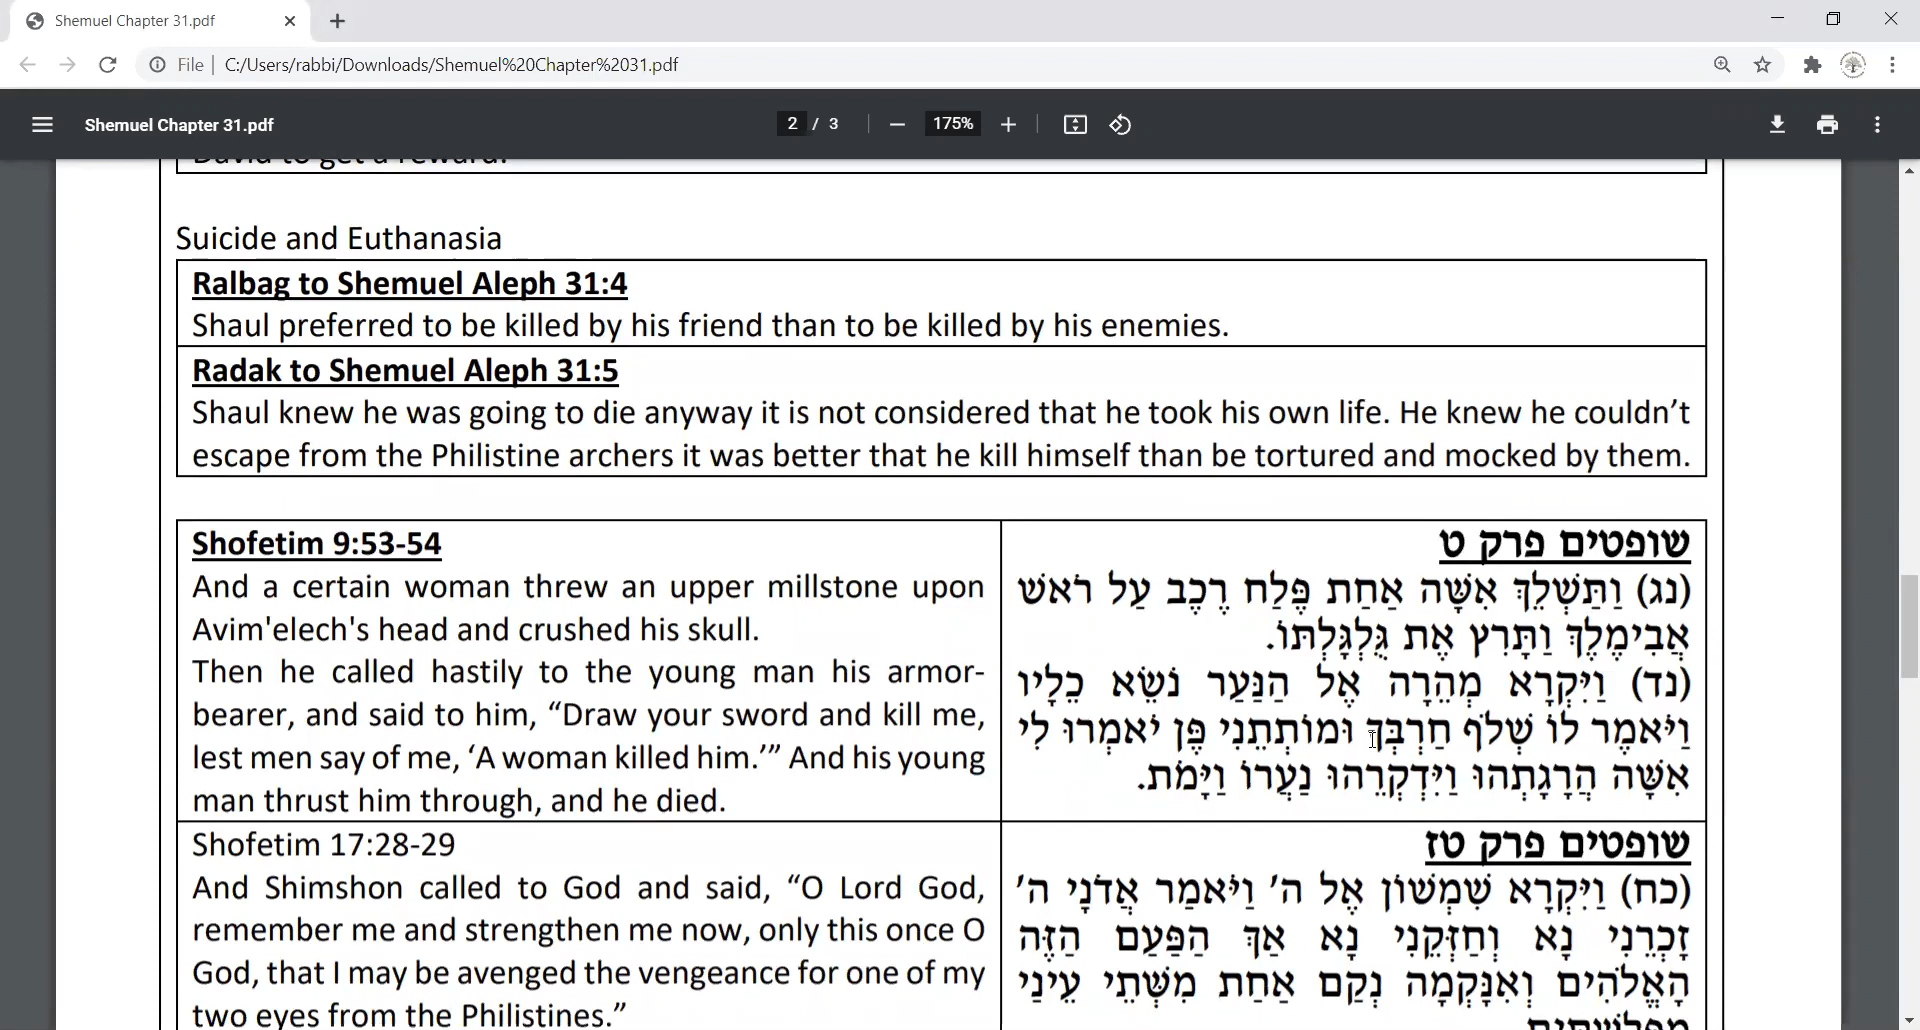 Shemuel Chapter 31.pdf
File
C:/Users/rabbi/Downloads/Shemuel%20Chapter%2031.pdf
Shemuel Chapter 31.pdf
2 / 3
175%
David to get a reward.
Suicide and Euthanasia
Ralbag to Shemuel Aleph 31:4
Shaul preferred to be killed by his friend than to be killed by his enemies.
Radak to Shemuel Aleph 31:5
Shaul knew he was going to die anyway it is not considered that he took his own life. He knew he couldn’t
escape from the Philistine archers it was better that he kill himself than be tortured and mocked by them.
Shofetim 9:53-54
And a certain woman threw an upper millstone upon
Avim'elech's head and crushed his skull.
Then he called hastily to the young man his armor-
bearer, and said to him, “Draw your sword and kill me,
lest men say of me, ‘A woman killed him.’” And his young
man thrust him through, and he died.
שופטים פרק ט
(נג) וַתַּשְׁלֵךְ אִשָּׁה אַחַת פֶּלַח רֶכֶב עַל רֹאשׁ
אֲבִימֶלֶךְ וַתָּרִץ אֶת גֻּלְגָּלְתּוֹ.
(נד) וַיִּקְרָא מְהֵרָה אֶל הַנַּעַר נֹשֵׂא כֵלָיו
וַיֹּאמֶר לוֹ שְׁלֹף חַרְבְּךָ וּמוֹתְתֵנִי פֶּן יֹאמְרוּ לִי
אִשָּׁה הֲרָגָתְהוּ וַיִּדְקְרֵהוּ נַעֲרוֹ וַיָּמֹת.
Shofetim 17:28-29
And Shimshon called to God and said, “O Lord God,
remember me and strengthen me now, only this once O
God, that I may be avenged the vengeance for one of my
two eyes from the Philistines.”
שופטים פרק טז
(כח) וַיִּקְרָא שִׁמְשׁוֹן אֶל ה' וַיֹּאמַר אֲדֹנָי ה'
זָכְרֵנִי נָא וְחַזְּקֵנִי נָא אַךְ הַפַּעַם הַזֶּה
הָאֱלֹהִים וְאִנָּקְמָה נְקַם אַחַת מִשְּׁתֵי עֵינַי